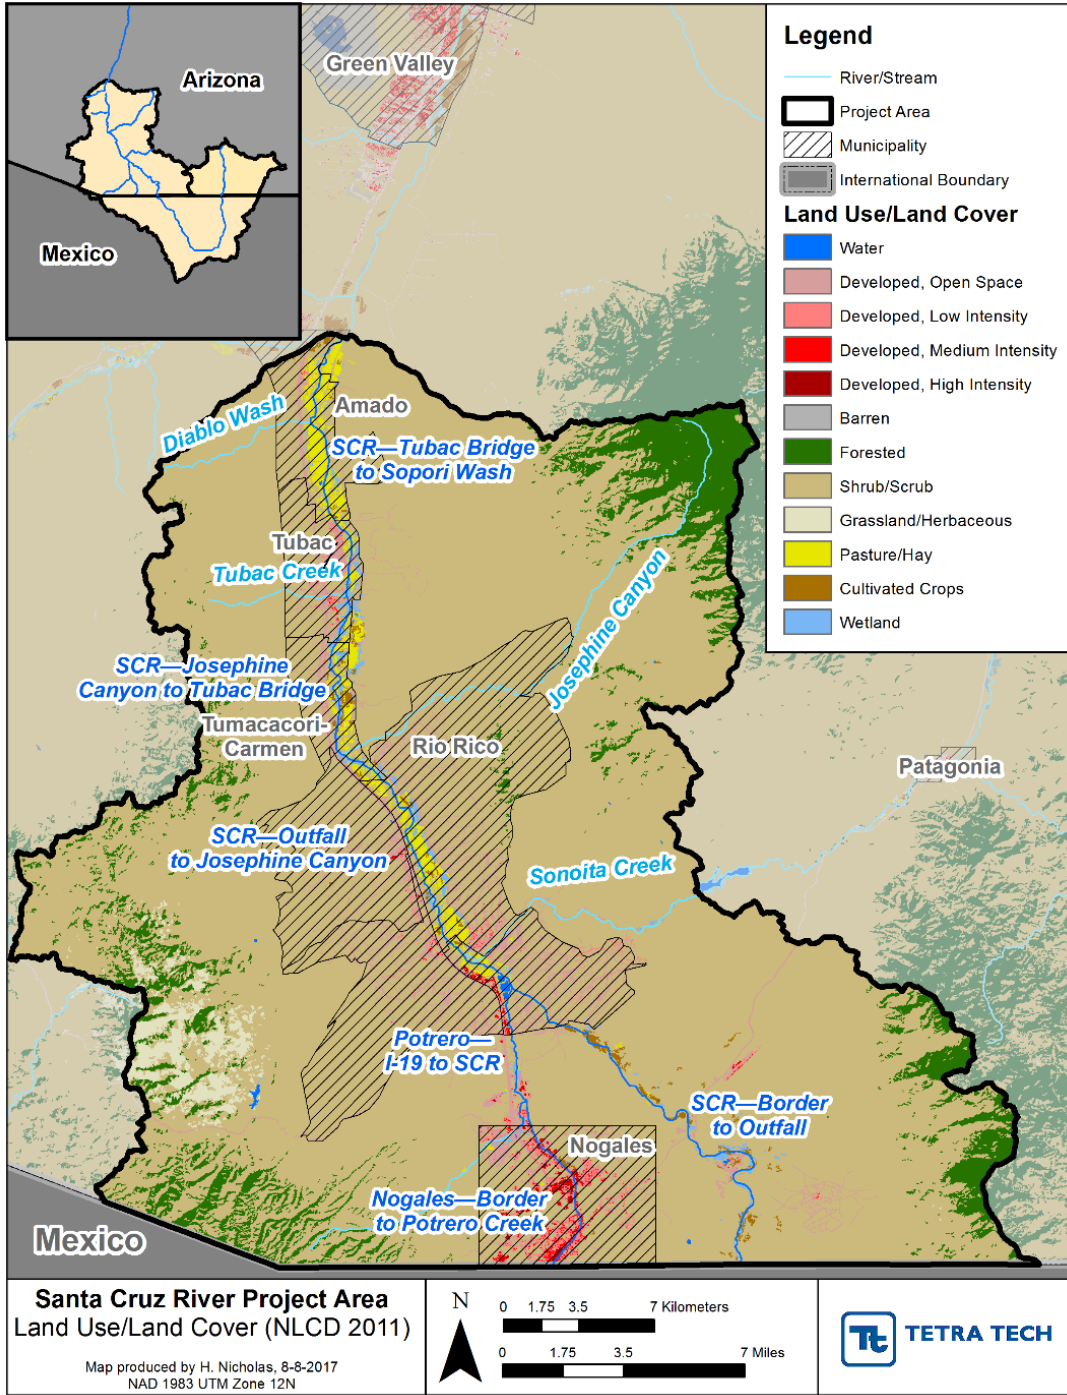 Arizona
Mexico
Green Valley
Legend
River/Stream
Project Area
Municipality
International Boundary
Land Use/Land Cover
Water
Developed, Open Space
Developed, Low Intensity
Developed, Medium Intensity
Developed, High Intensity
Barren
Forested
Shrub/Scrub
Grassland/Herbaceous
Pasture/Hay
Cultivated Crops
Wetland
Diablo Wash
Amado
SCR—Tubac Bridge
to Sopori Wash
Tubac
Tubac Creek
Josephine Canyon
SCR—Josephine
Canyon to Tubac Bridge
Tumacacori-
Carmen
Rio Rico
Patagonia
SCR—Outfall
to Josephine Canyon
Sonoita Creek
Potrero—
I-19 to SCR
SCR—Border
to Outfall
Nogales
Nogales—Border
to Potrero Creek
Mexico
Santa Cruz River Project Area
Land Use/Land Cover (NLCD 2011)
Map produced by H. Nicholas, 8-8-2017
NAD 1983 UTM Zone 12N
N
0 1.75 3.5 7 Kilometers
0 1.75 3.5 7 Miles
Tt
TETRA TECH